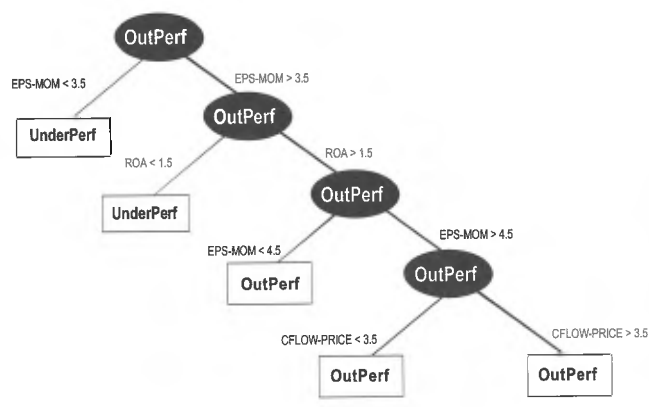 OutPerf
EPS-MOM < 3.5
EPS-MOM > 3.5
OutPerf
UnderPerf
ROA < 1.5
ROA > 1.5
OutPerf
UnderPerf
EPS-MOM < 4.5
EPS-MOM > 4.5
OutPerf
OutPerf
CFLOW-PRICE < 3.5
CFLOW-PRICE > 3.5
OutPerf
OutPerf